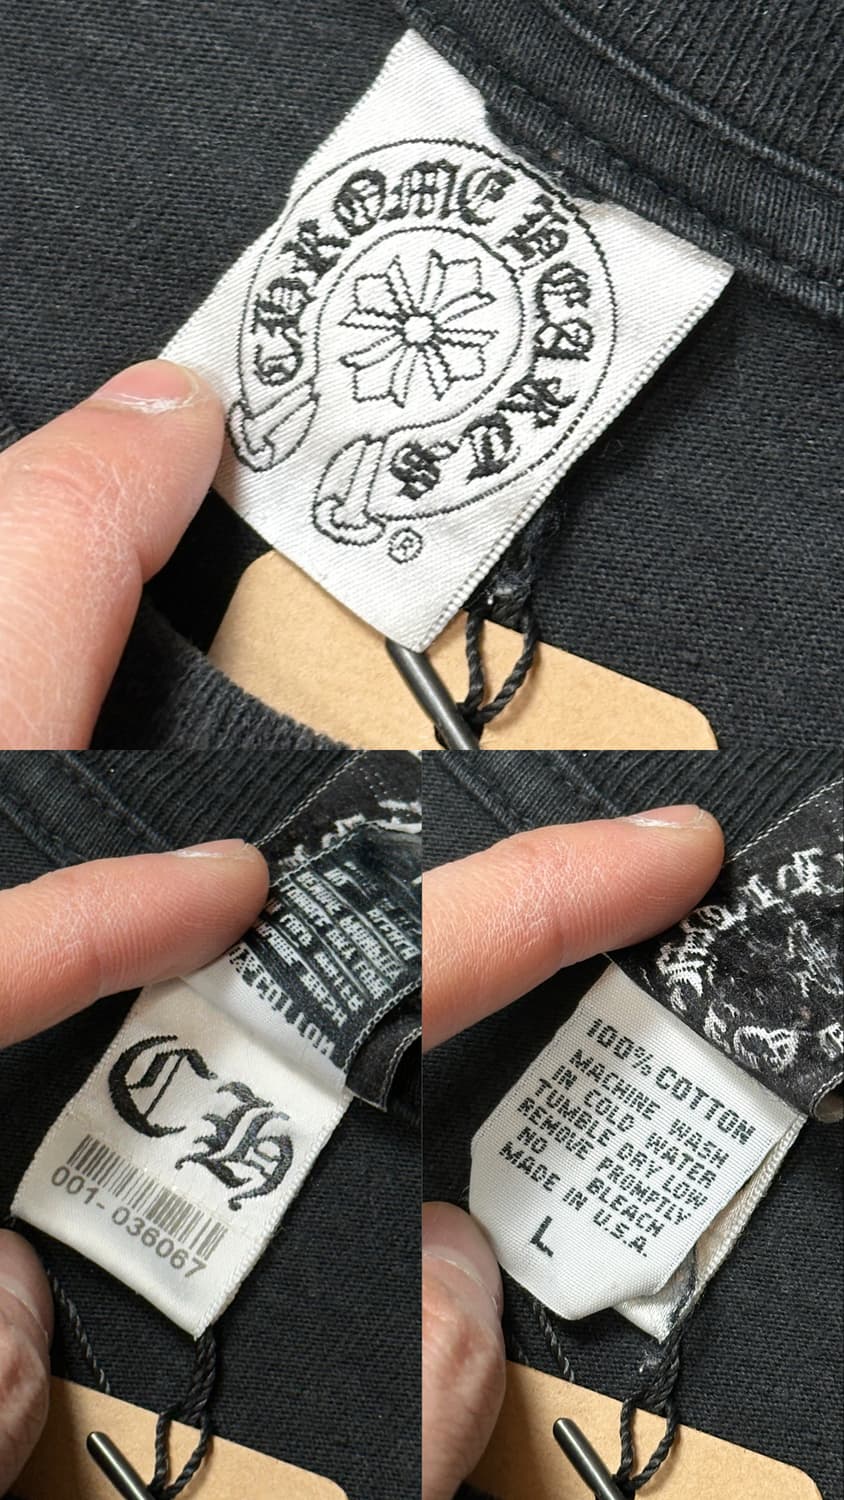 CHROME HEARTS
®
CH
001-036067
100% COTTON
MACHINE WASH
IN COLD WATER
TUMBLE DRY LOW
REMOVE PROMPTLY
NO BLEACH
MADE IN U.S.A.
L